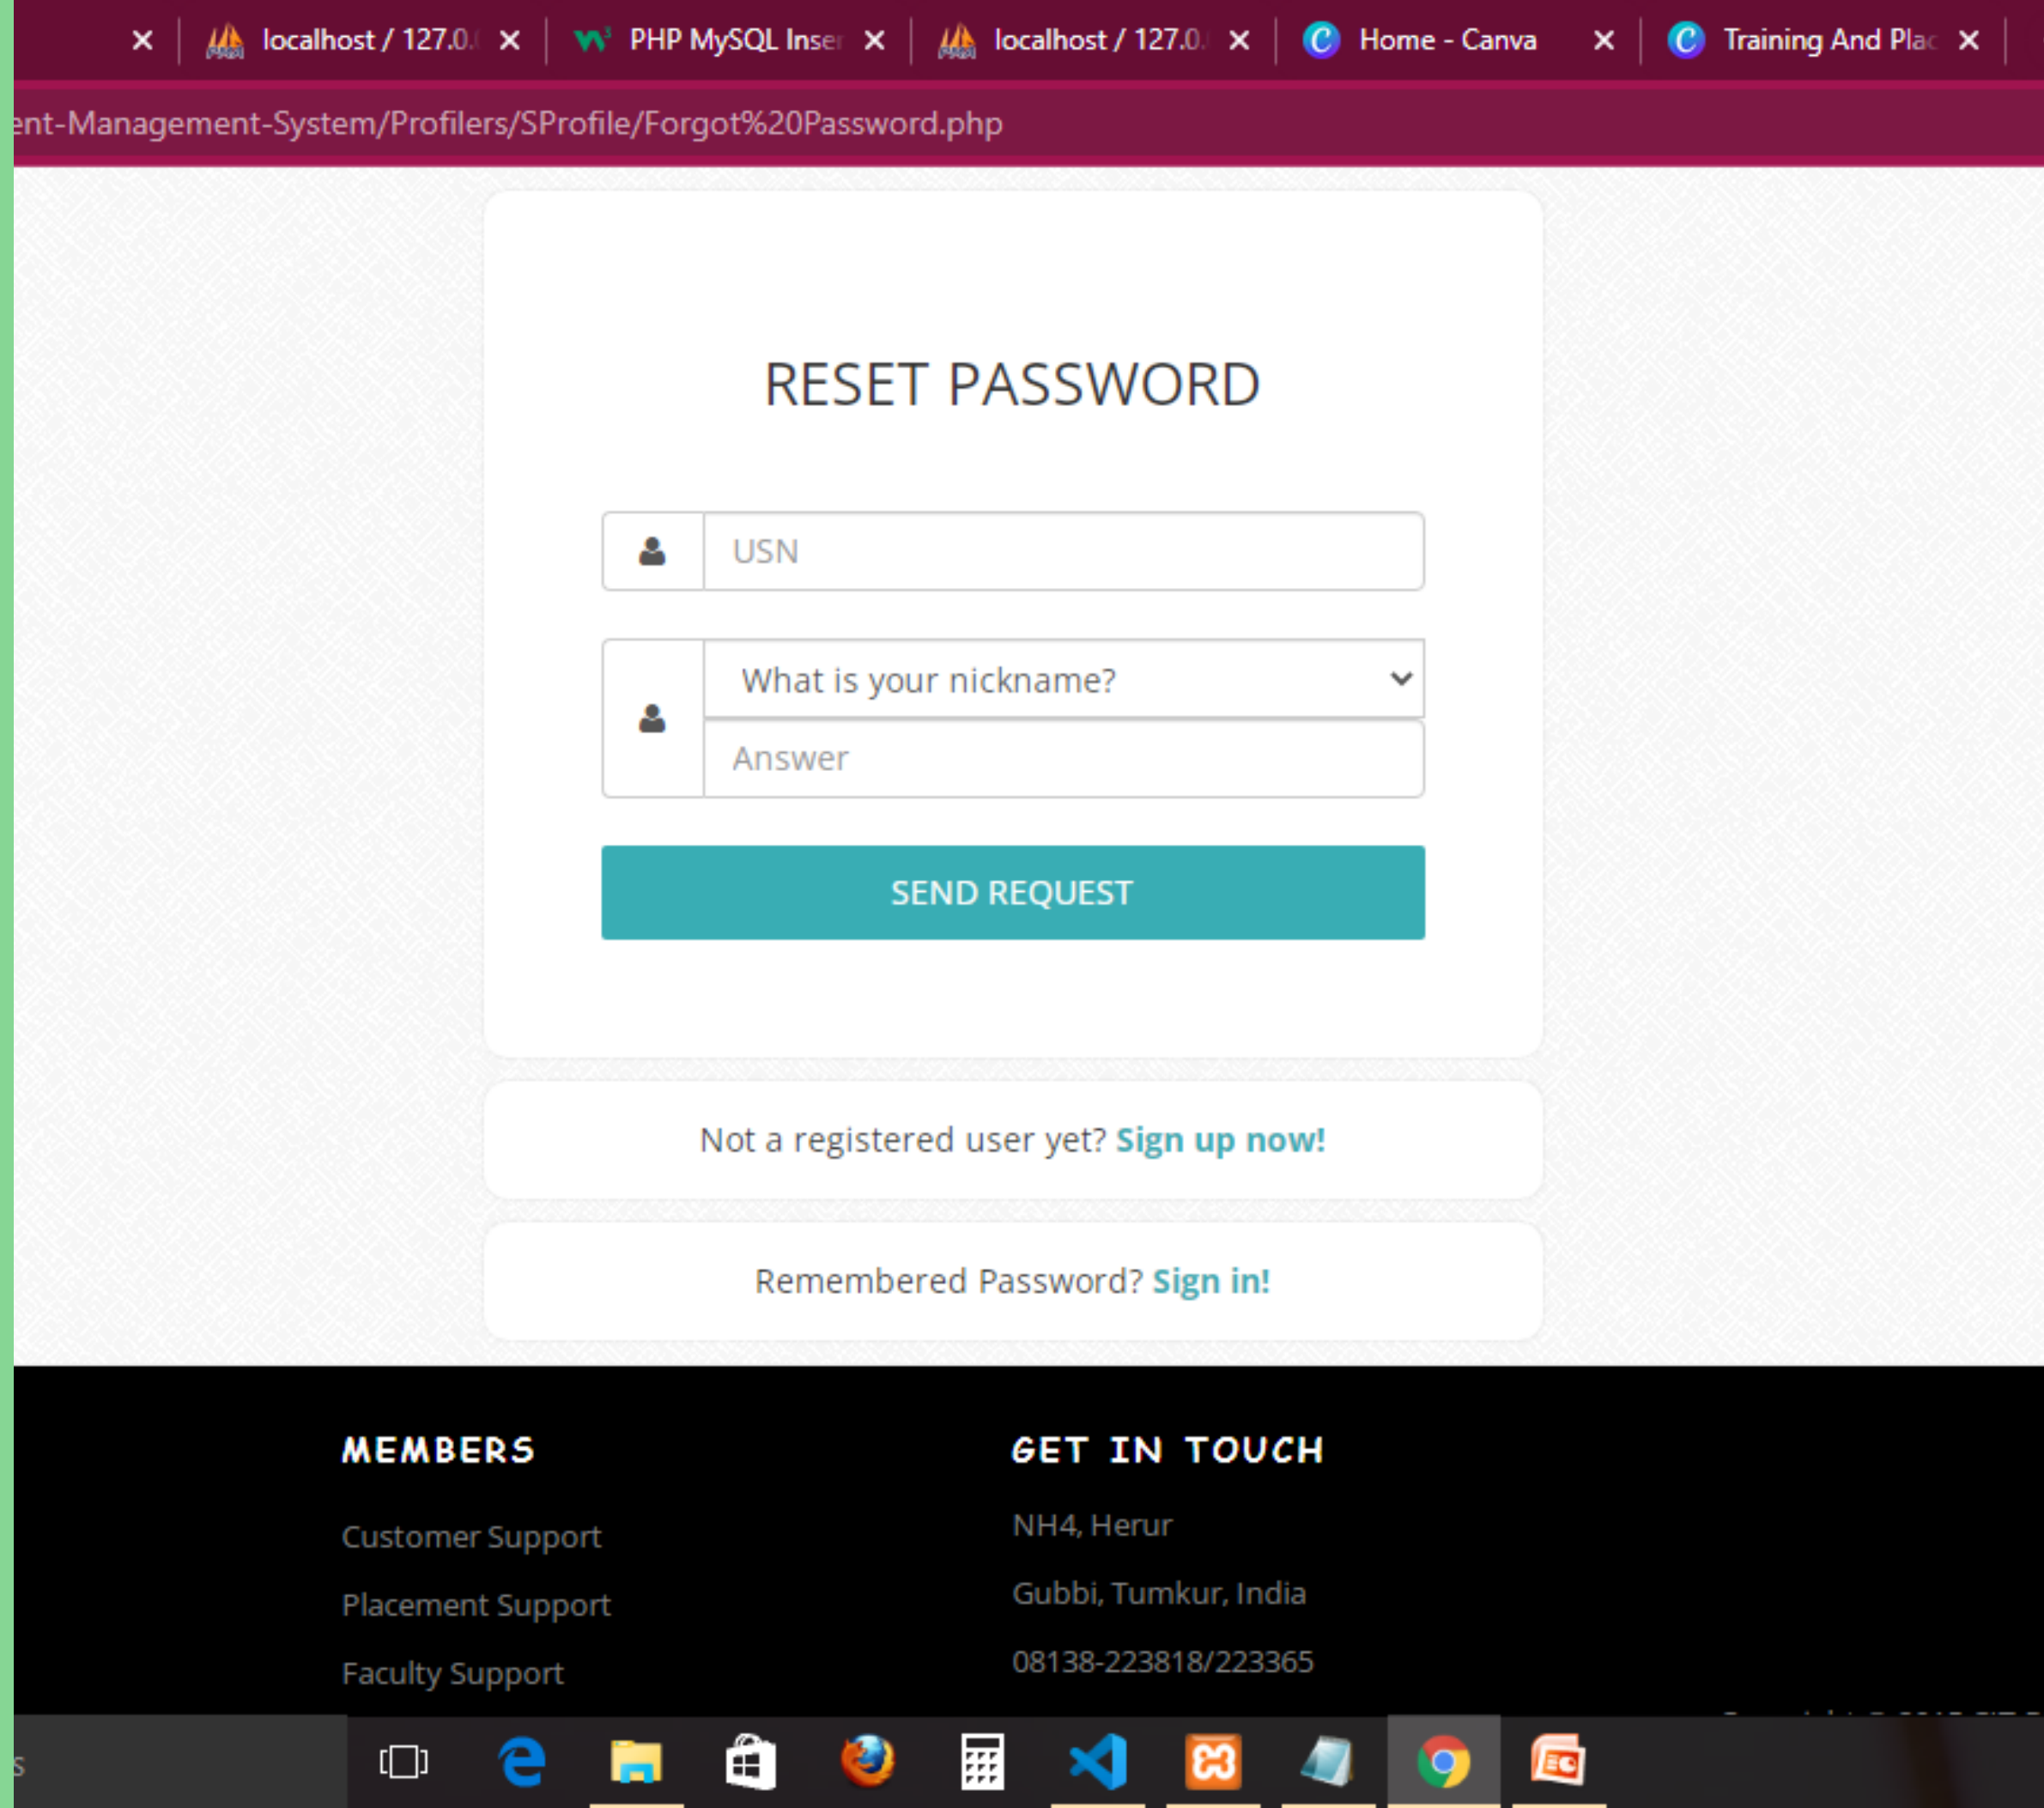 localhost / 127.0.
PHP MySQL Inser
localhost / 127.0.
Home - Canva
Training And Plac
ent-Management-System/Profilers/SProfile/Forgot%20Password.php
RESET PASSWORD
USN
What is your nickname?
Answer
SEND REQUEST
Not a registered user yet? Sign up now!
Remembered Password? Sign in!
MEMBERS
Customer Support
Placement Support
Faculty Support
GET IN TOUCH
NH4, Herur
Gubbi, Tumkur, India
08138-223818/223365
s